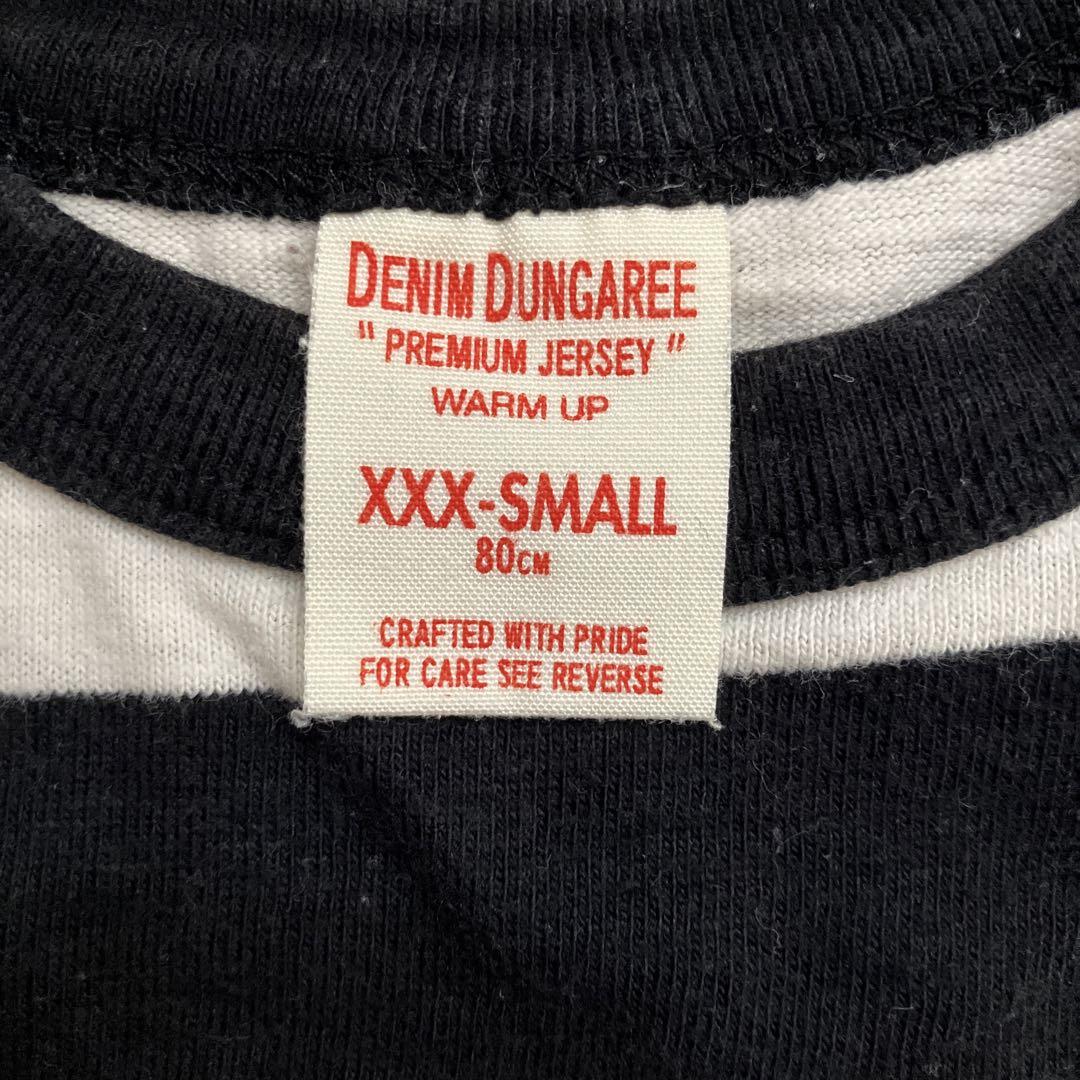 DENIM DUNGAREE
" PREMIUM JERSEY "
WARM UP
XXX-SMALL
80CM
CRAFTED WITH PRIDE
FOR CARE SEE REVERSE